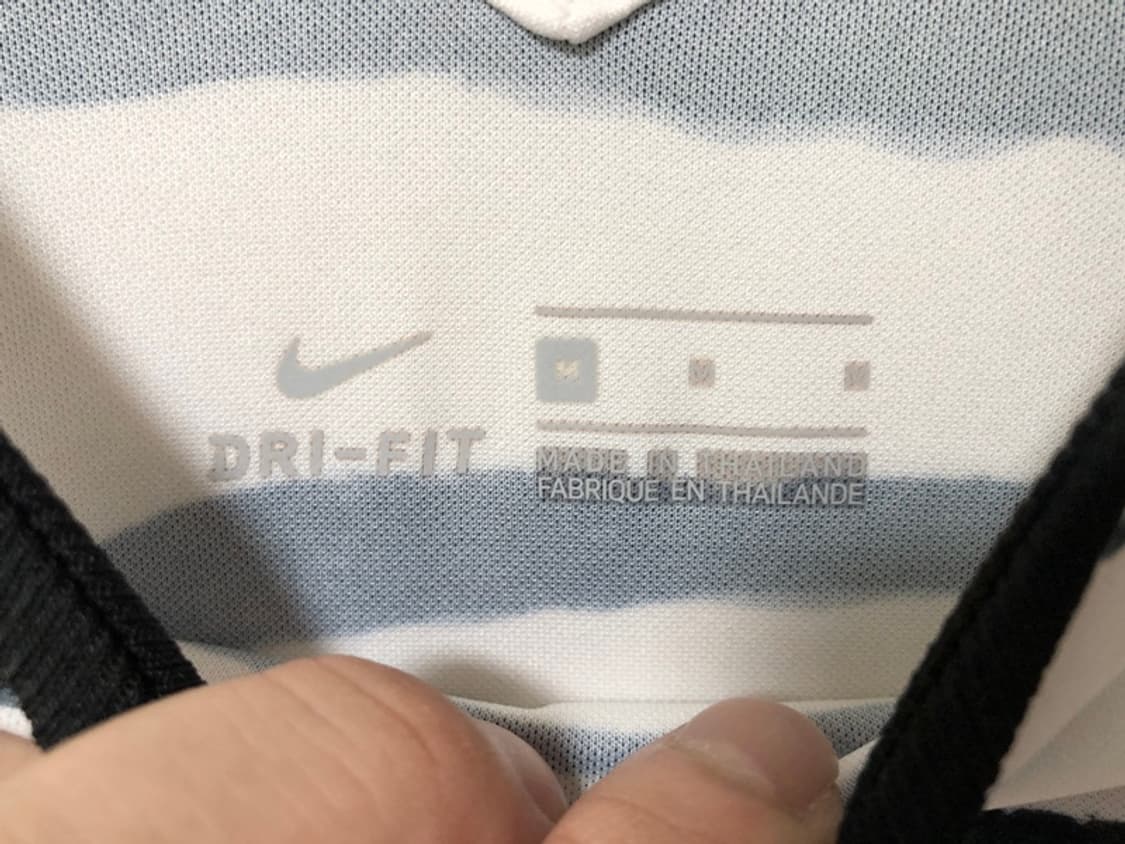 DRI-FIT
M M M
MADE IN THAILAND
FABRIQUE EN THAILANDE